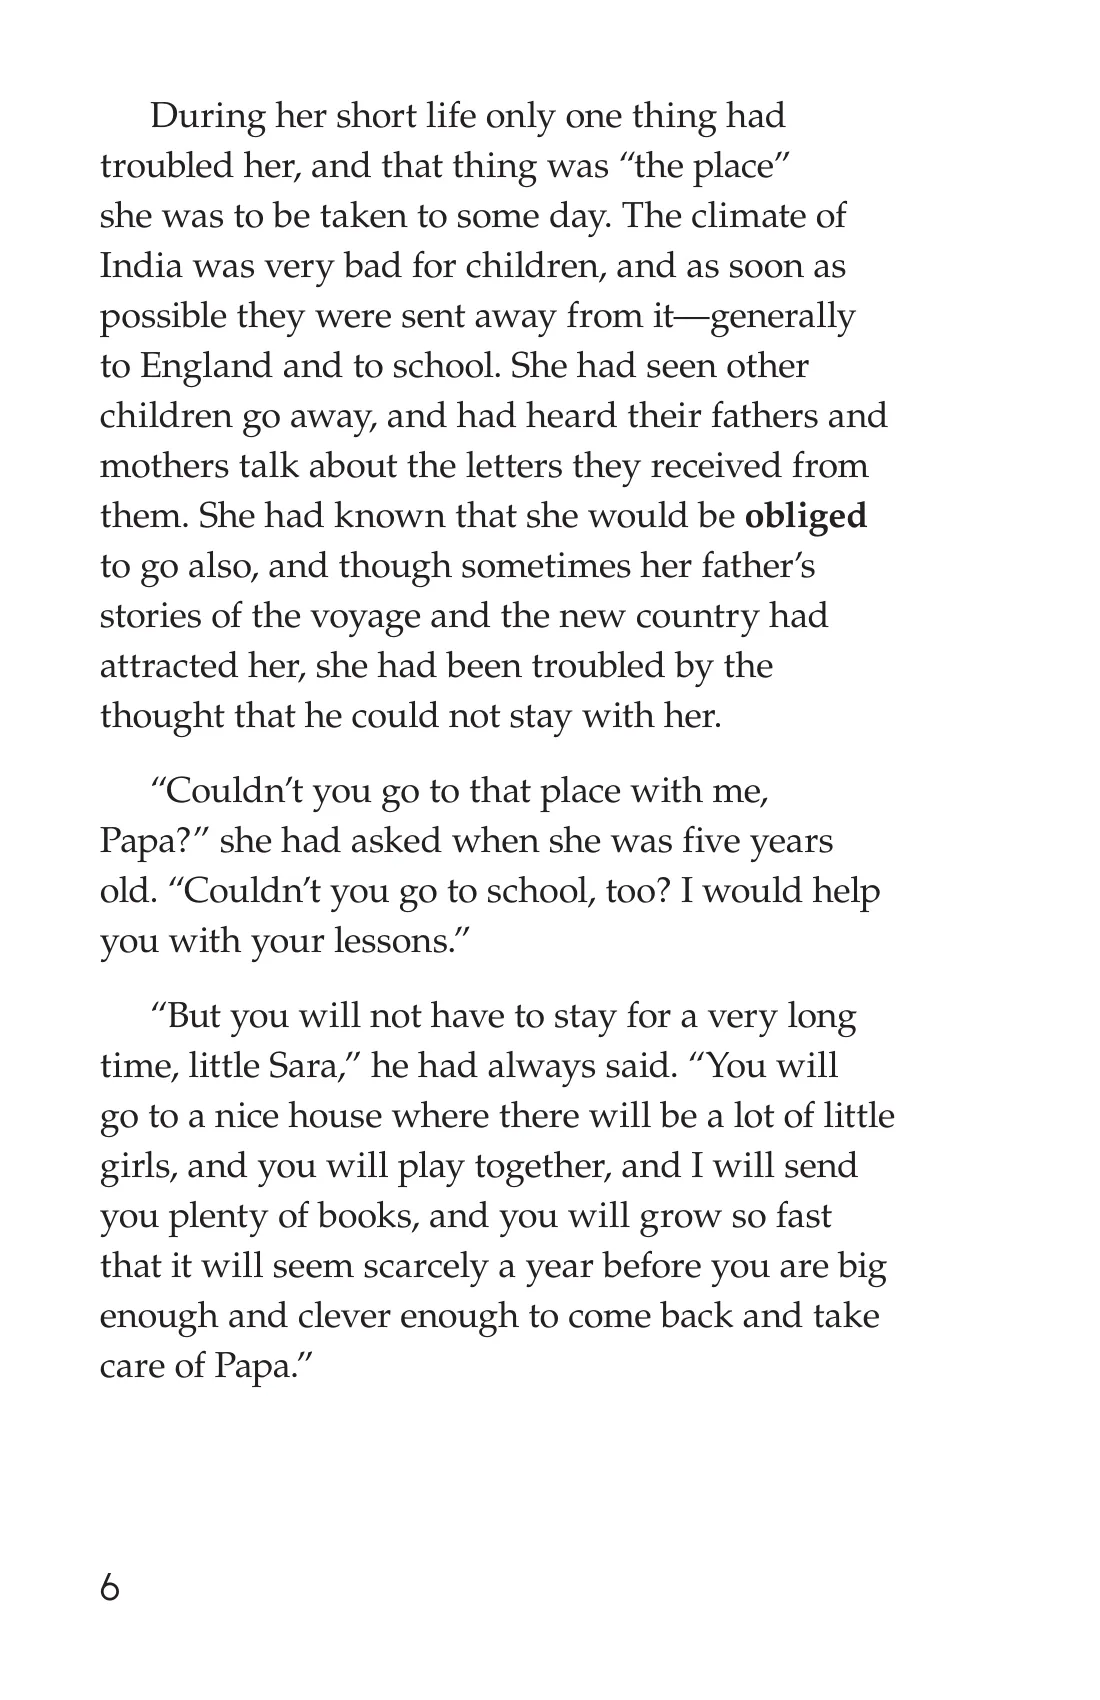 During her short life only one thing had
troubled her, and that thing was “the place”
she was to be taken to some day. The climate of
India was very bad for children, and as soon as
possible they were sent away from it—generally
to England and to school. She had seen other
children go away, and had heard their fathers and
mothers talk about the letters they received from
them. She had known that she would be obliged
to go also, and though sometimes her father’s
stories of the voyage and the new country had
attracted her, she had been troubled by the
thought that he could not stay with her.
“Couldn’t you go to that place with me,
Papa?” she had asked when she was five years
old. “Couldn’t you go to school, too? I would help
you with your lessons.”
“But you will not have to stay for a very long
time, little Sara,” he had always said. “You will
go to a nice house where there will be a lot of little
girls, and you will play together, and I will send
you plenty of books, and you will grow so fast
that it will seem scarcely a year before you are big
enough and clever enough to come back and take
care of Papa.”
6